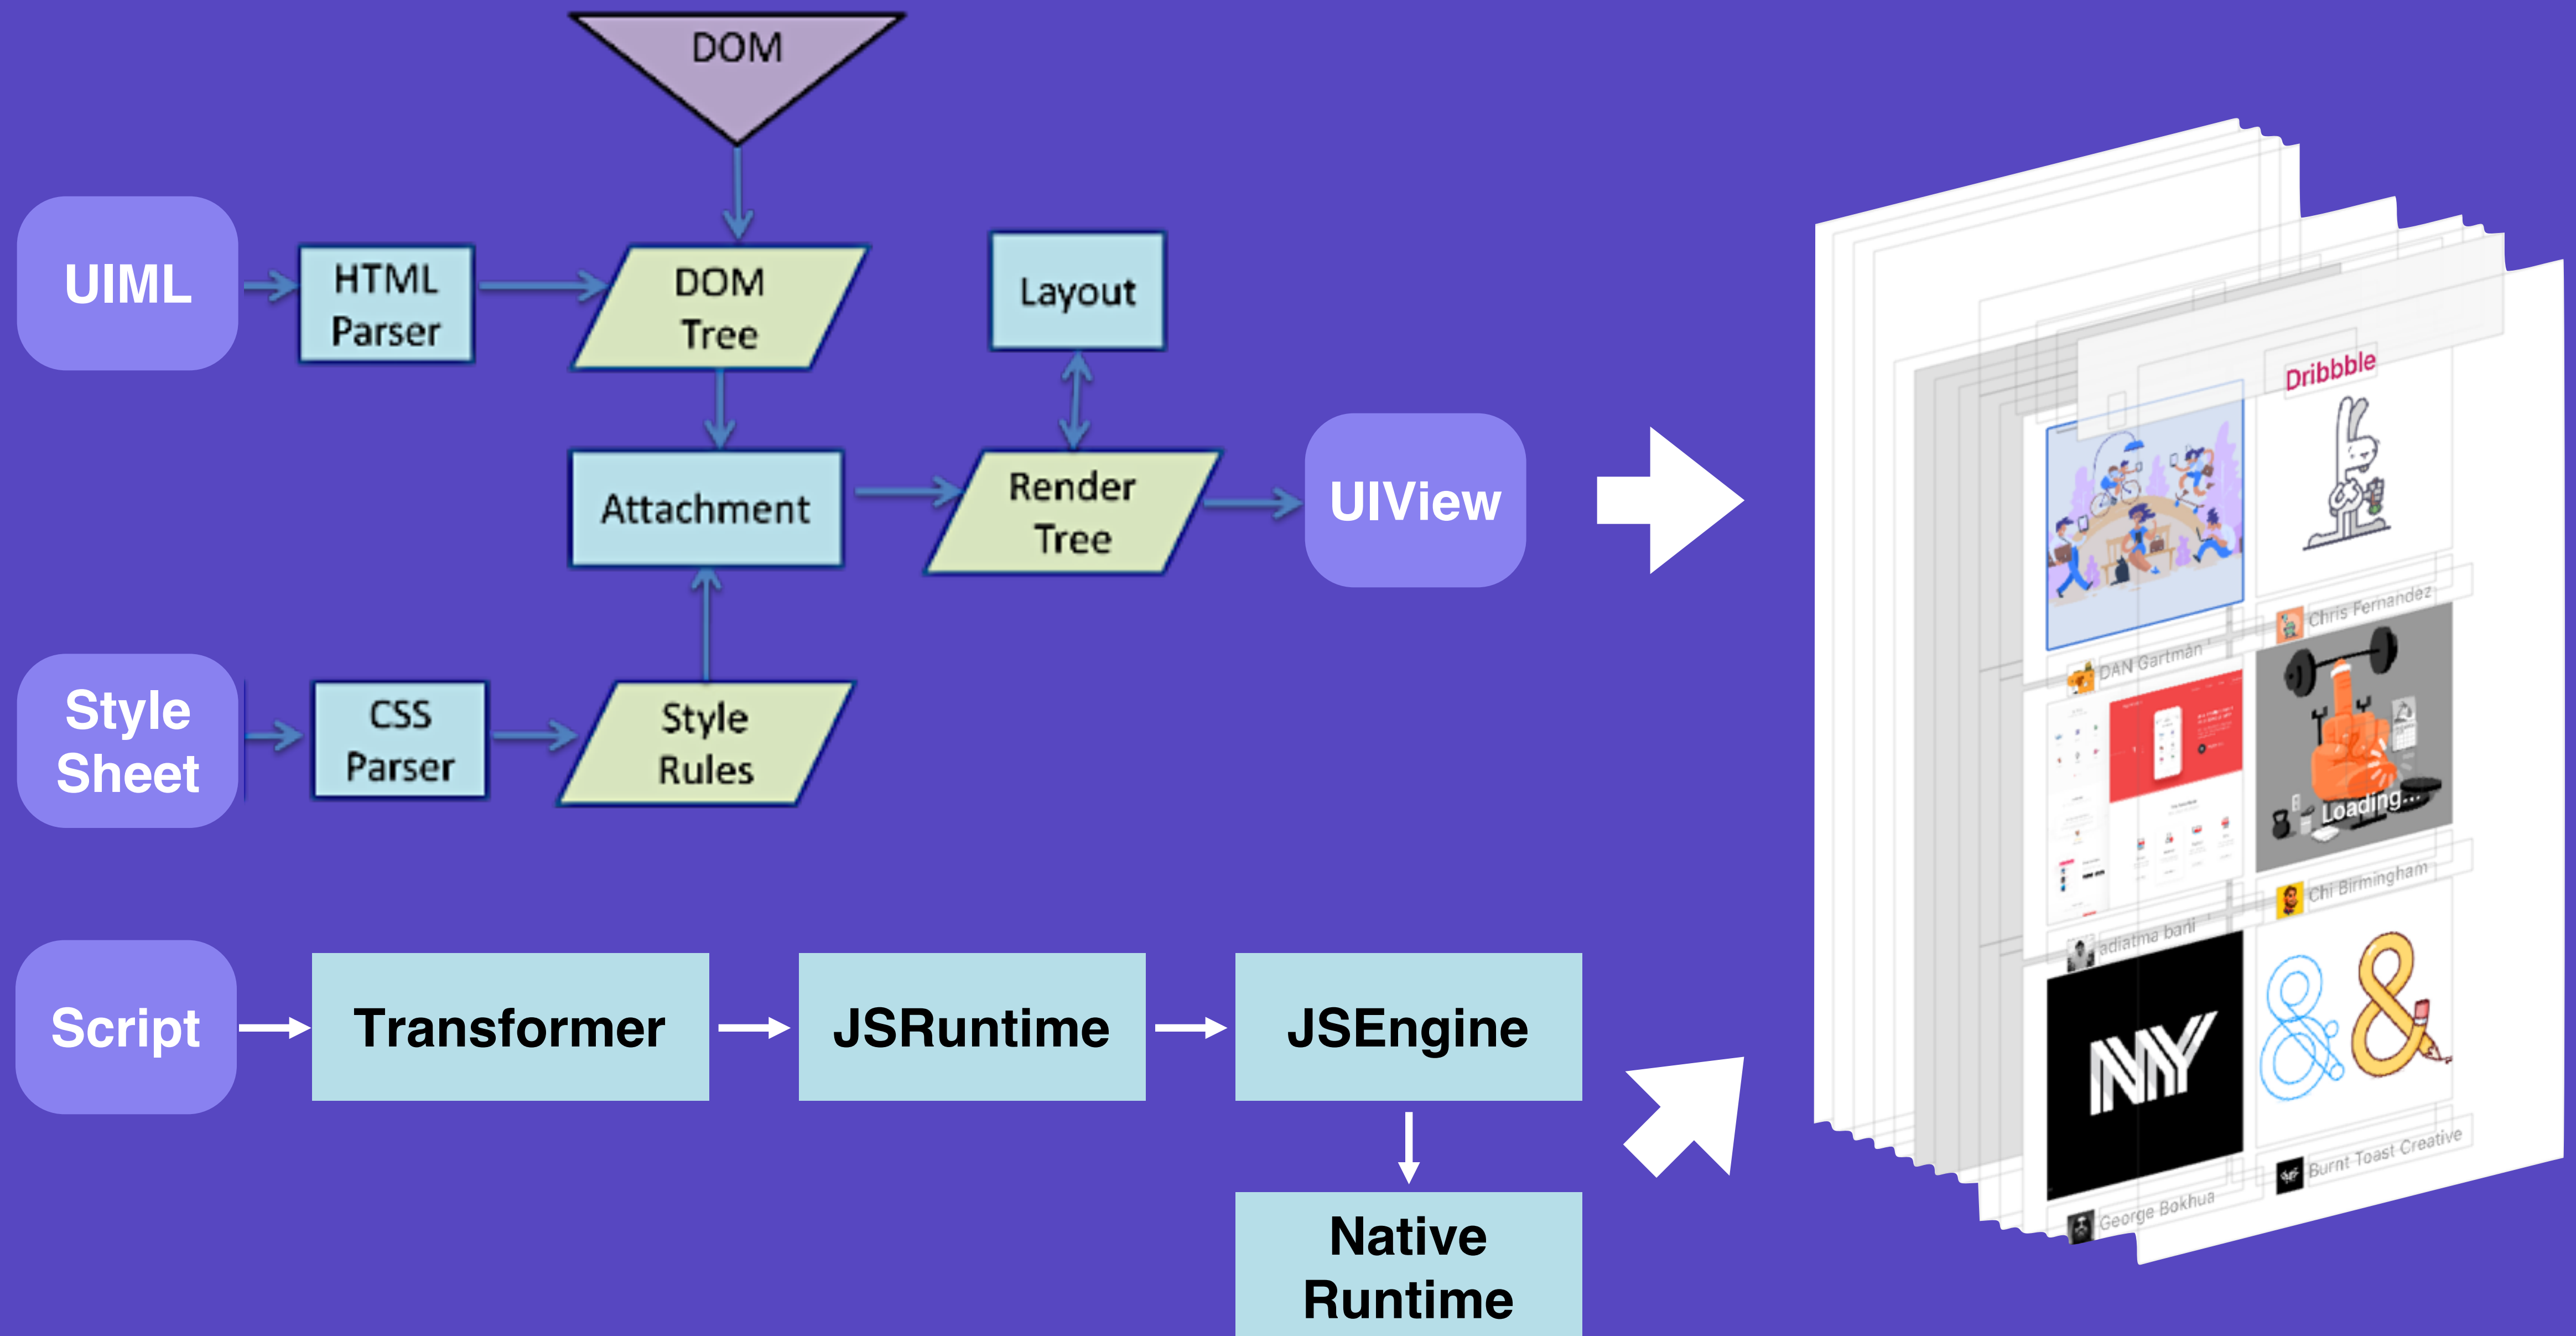 DOM
UIML
HTML
Parser
DOM
Tree
Layout
Attachment
Render
Tree
UIView
Style
Sheet
CSS
Parser
Style
Rules
Script
Transformer
JSRuntime
JSEngine
Native
Runtime
Dribbble
DAN Gartman
Chris Fernandez
Loading...
adiatma bani
Chi Birmingham
NY
George Bokhua
&
&
Burnt Toast Creative